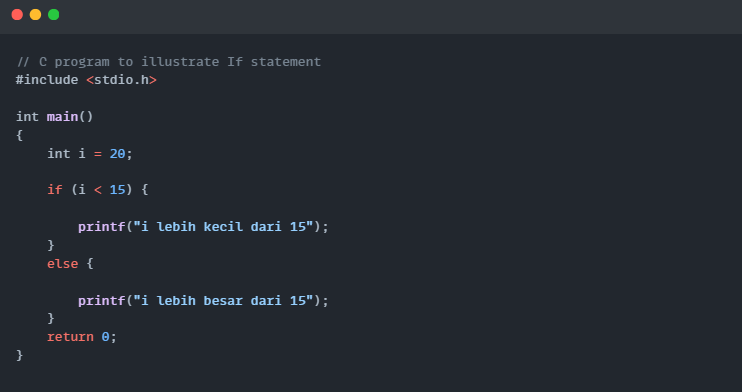 // C program to illustrate If statement
#include <stdio.h>
int main()
{
    int i = 20;
    if (i < 15) {
        printf("i lebih kecil dari 15");
    }
    else {
        printf("i lebih besar dari 15");
    }
    return 0;
}